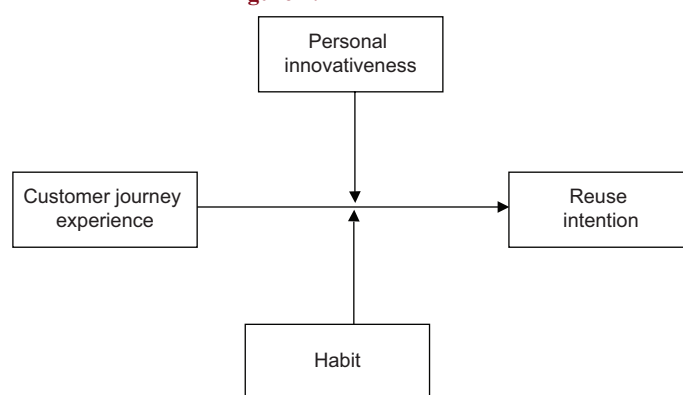 Personal
innovativeness
Customer journey
experience
Reuse
intention
Habit